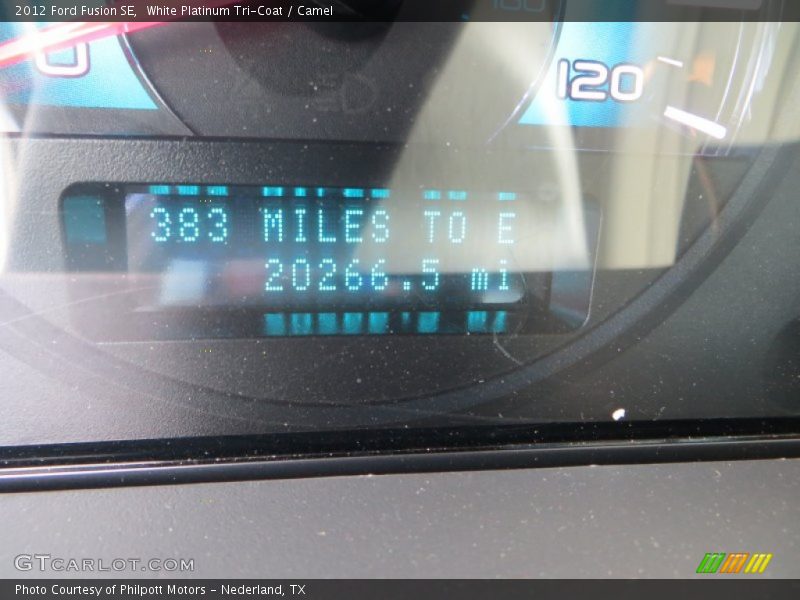 2012 Ford Fusion SE, White Platinum Tri-Coat / Camel
0
120
383 MILES TO E
20266.5 mi
GTCARLOT.COM
Photo Courtesy of Philpott Motors - Nederland, TX